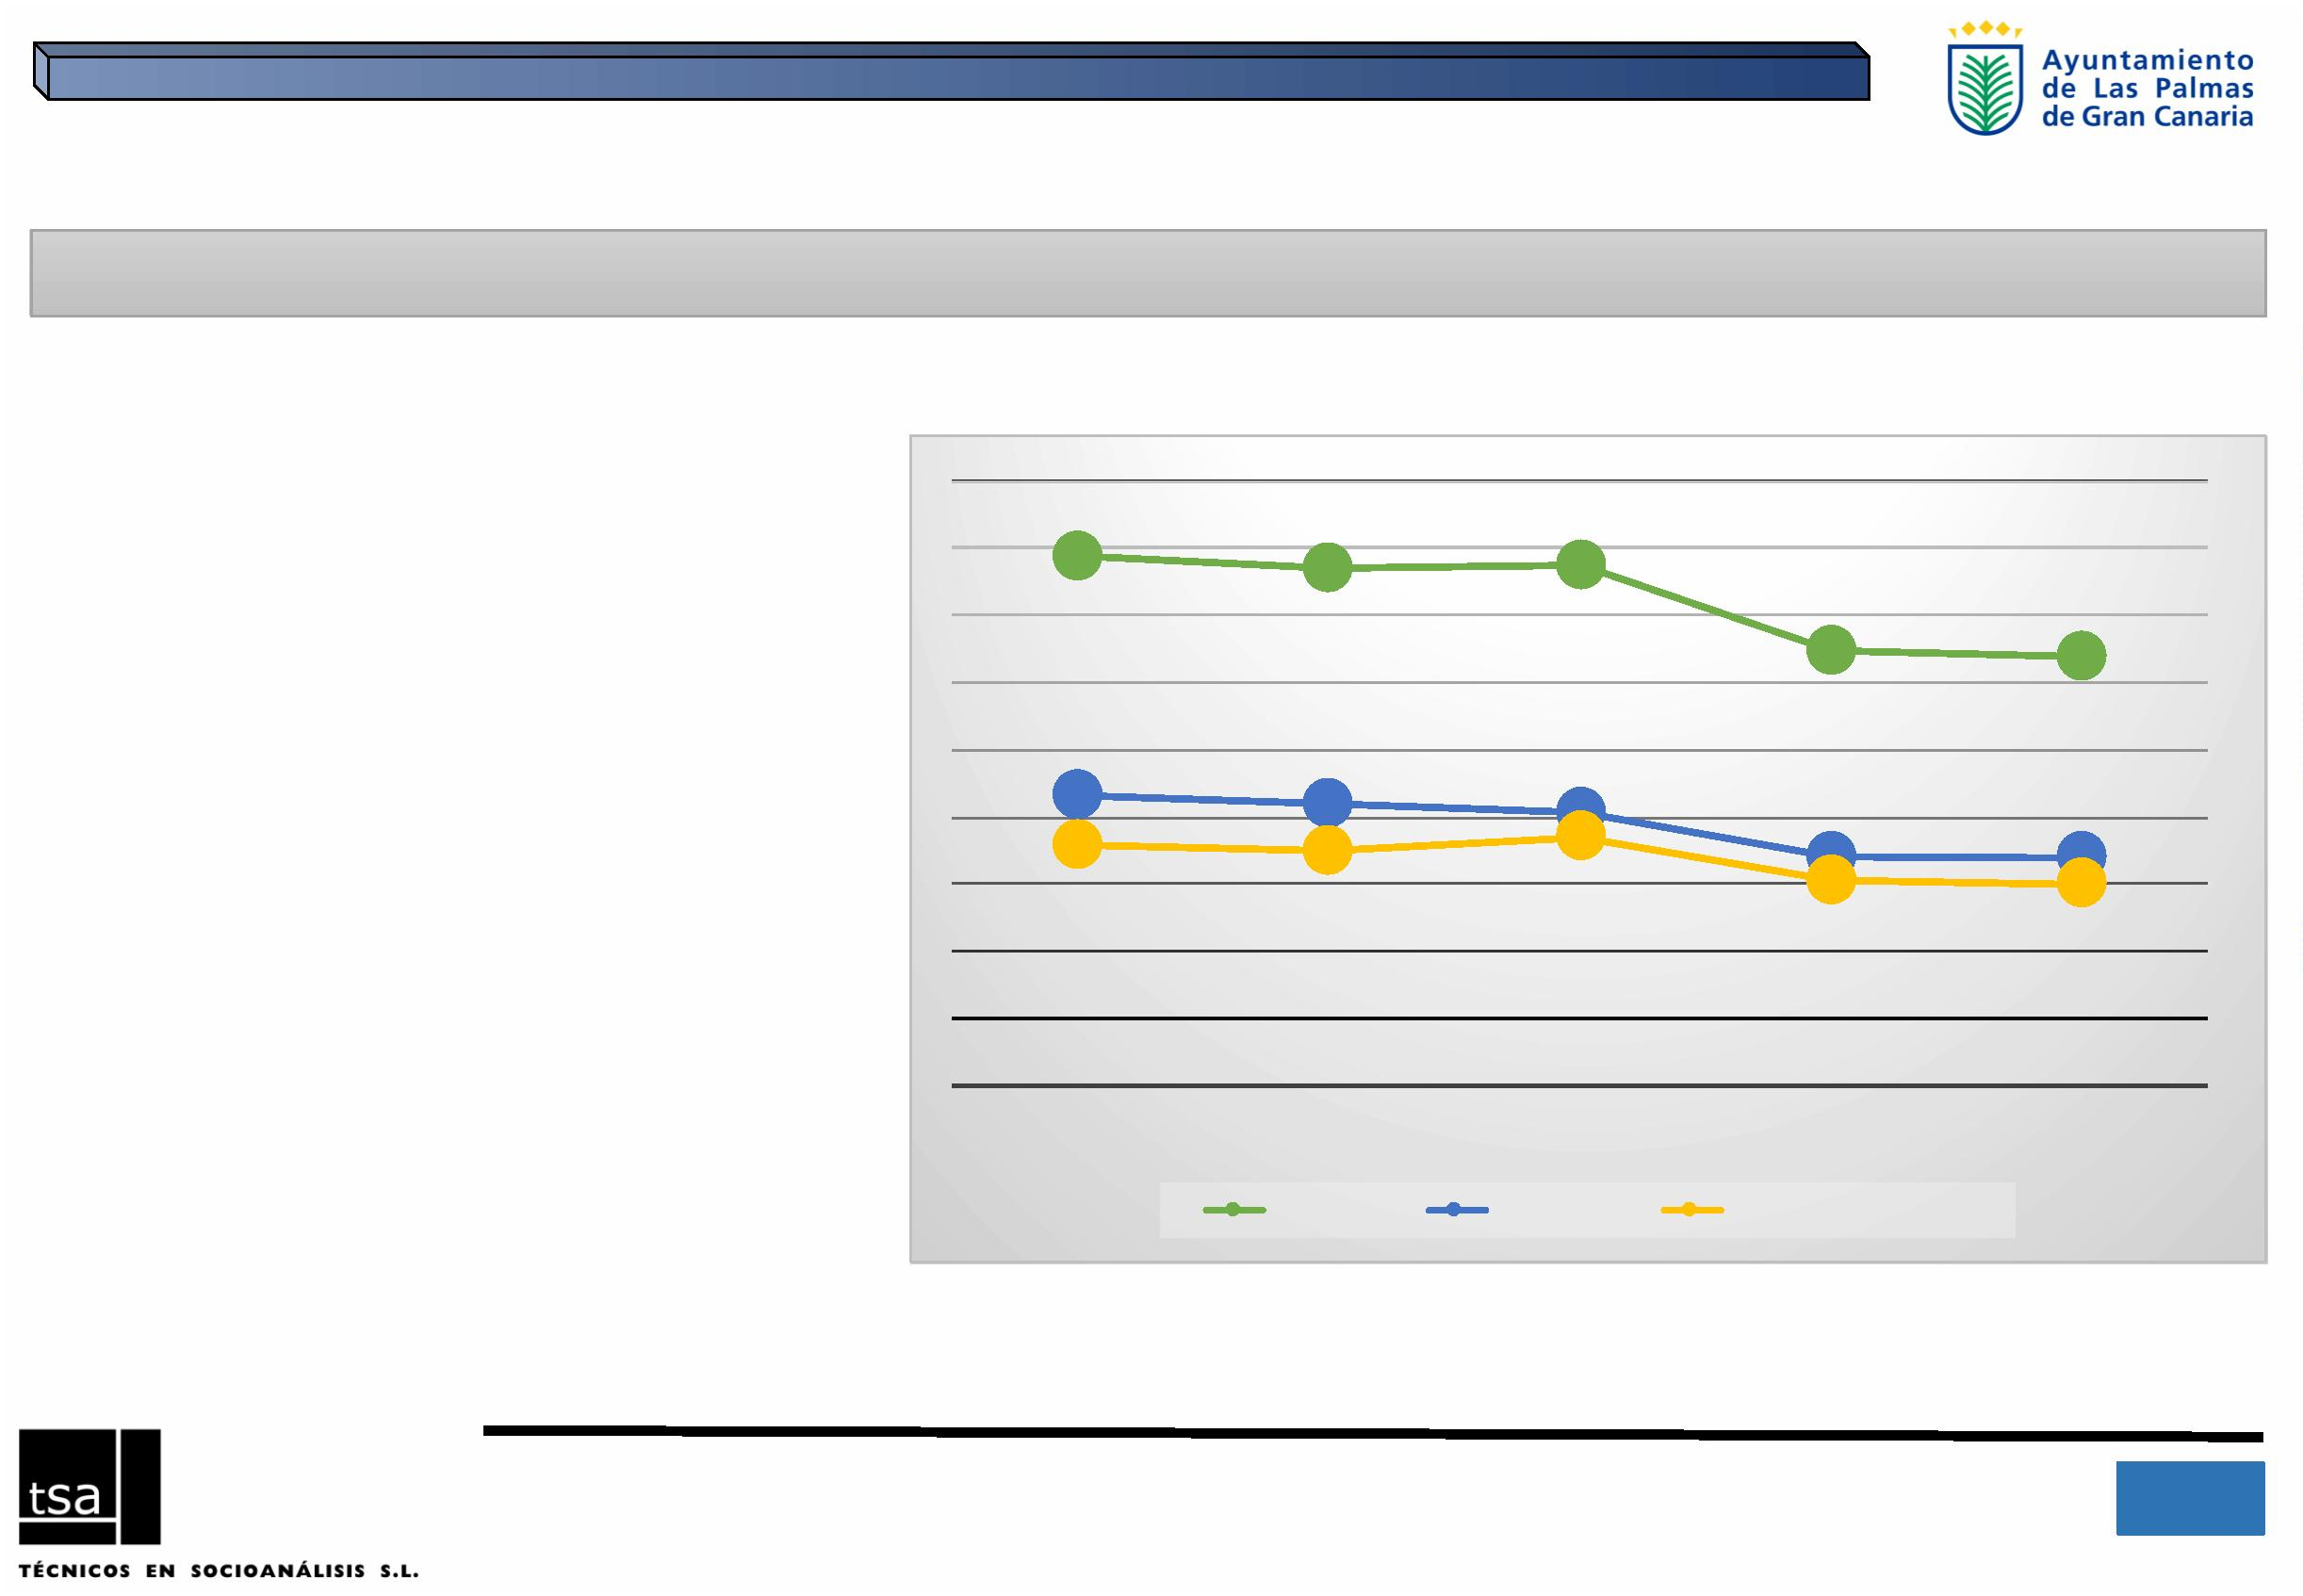 Ayuntamiento
de Las Palmas
de Gran Canaria
tsa
TÉCNICOS EN SOCIOANÁLISIS S.L.